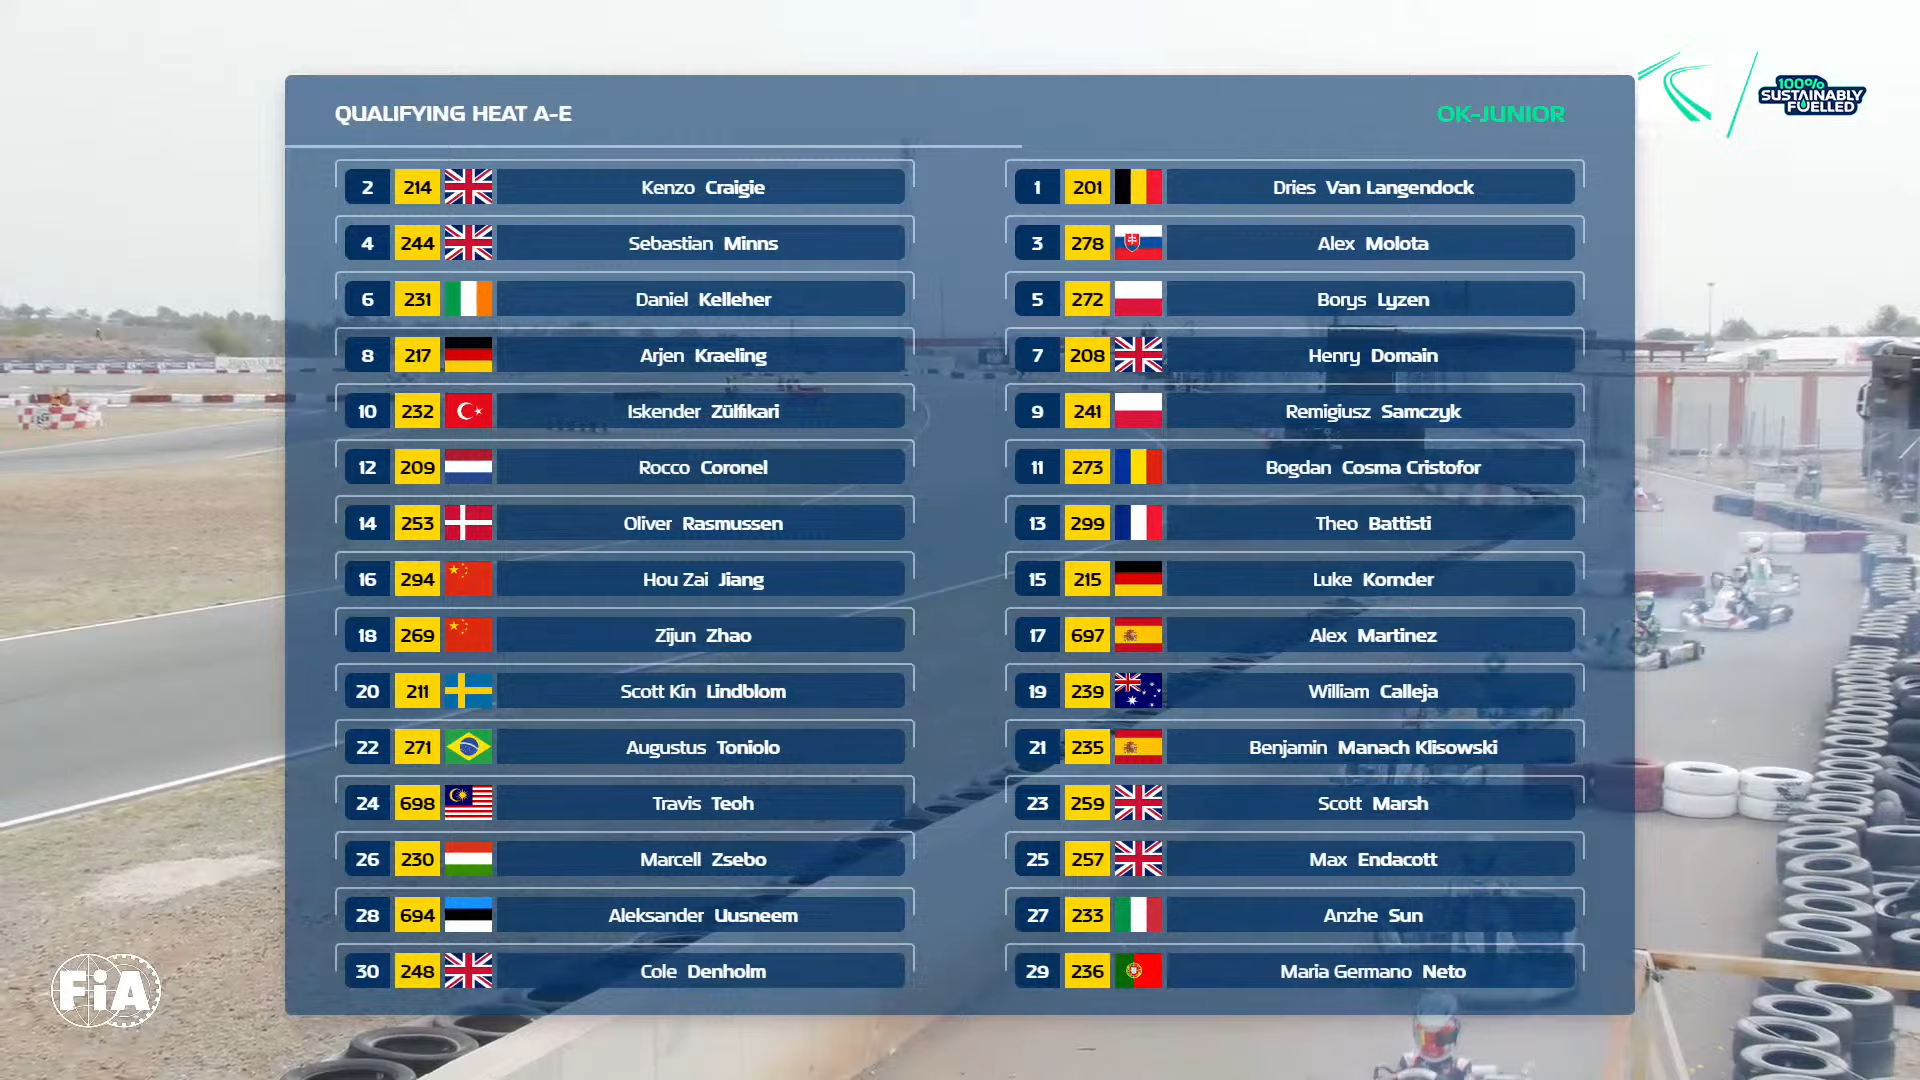 QUALIFYING HEAT A-E
OK-JUNIOR
100%
SUSTAINABLY
FUELLED
2 214 Kenzo Craigie
1 201 Dries Van Langendock
4 244 Sebastian Minns
3 278 Alex Molota
6 231 Daniel Kelleher
5 272 Borys Lyzen
8 217 Arjen Kraeling
7 208 Henry Domain
10 232 Iskender Zülfikari
9 241 Remigiusz Samczyk
12 209 Rocco Coronel
11 273 Bogdan Cosma Cristofor
14 253 Oliver Rasmussen
13 299 Theo Battisti
16 294 Hou Zai Jiang
15 215 Luke Kornder
18 269 Zijun Zhao
17 697 Alex Martinez
20 211 Scott Kin Lindblom
19 239 William Calleja
22 271 Augustus Toniolo
21 235 Benjamin Manach Klisowski
24 698 Travis Teoh
23 259 Scott Marsh
26 230 Marcell Zsebo
25 257 Max Endacott
28 694 Aleksander Uusneem
27 233 Anzhe Sun
30 248 Cole Denholm
29 236 Maria Germano Neto
FiA